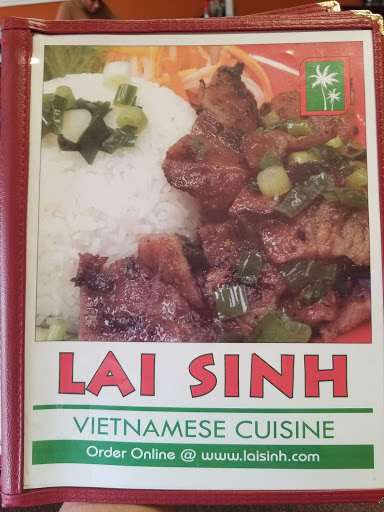 LAI SINH
VIETNAMESE CUISINE
Order Online @ www.laisinh.com